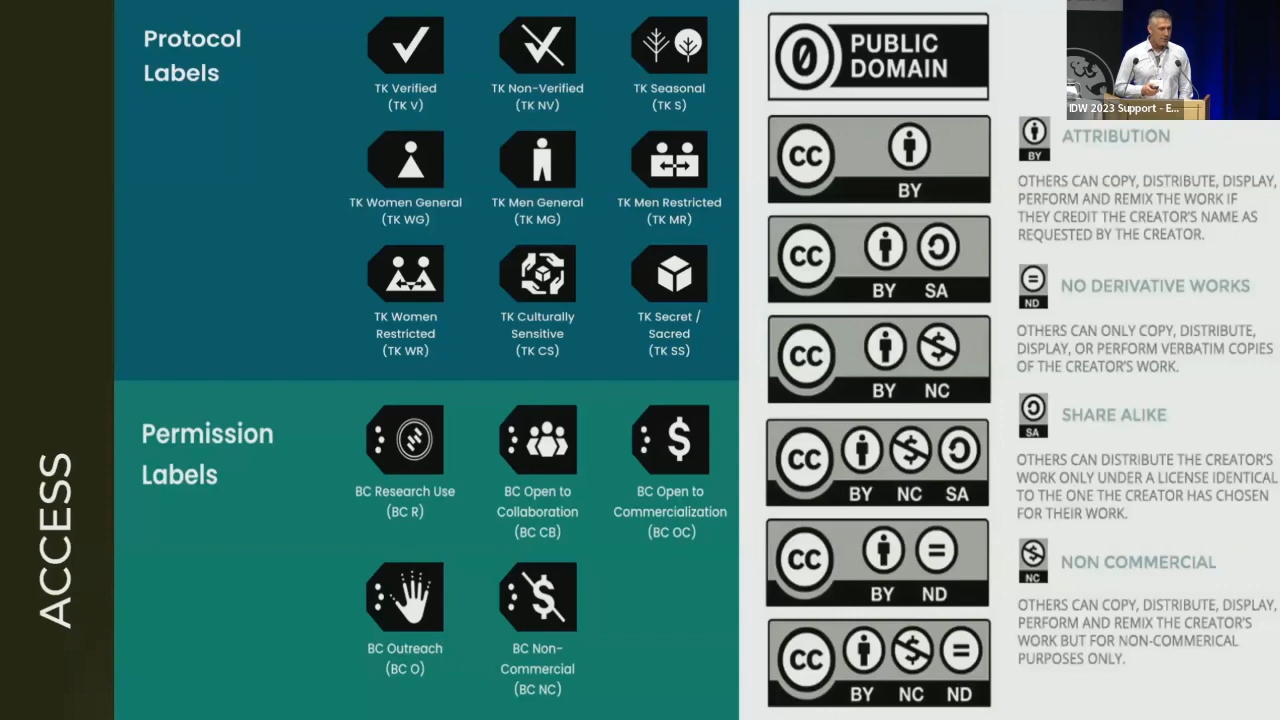 ACCESS
Protocol
Labels
TK Verified
(TK V)
TK Non-Verified
(TK NV)
TK Seasonal
(TK S)
TK Women General
(TK WG)
TK Men General
(TK MG)
TK Men Restricted
(TK MR)
TK Women
Restricted
(TK WR)
TK Culturally
Sensitive
(TK CS)
TK Secret /
Sacred
(TK SS)
Permission
Labels
BC Research Use
(BC R)
BC Open to
Collaboration
(BC CB)
BC Open to
Commercialization
(BC OC)
BC Outreach
(BC O)
BC Non-
Commercial
(BC NC)
0 PUBLIC
DOMAIN
CC
BY
CC
BY SA
CC
BY NC
CC
BY NC SA
CC
BY ND
CC
BY NC ND
IDW 2023 Support - E...
BY
ATTRIBUTION
OTHERS CAN COPY, DISTRIBUTE, DISPLAY,
PERFORM AND REMIX THE WORK IF
THEY CREDIT THE CREATOR'S NAME AS
REQUESTED BY THE CREATOR.
ND
NO DERIVATIVE WORKS
OTHERS CAN ONLY COPY, DISTRIBUTE,
DISPLAY, OR PERFORM VERBATIM COPIES
OF THE CREATOR'S WORK.
SA
SHARE ALIKE
OTHERS CAN DISTRIBUTE THE CREATOR'S
WORK ONLY UNDER A LICENSE IDENTICAL
TO THE ONE THE CREATOR HAS CHOSEN
FOR THEIR WORK.
NC
NON COMMERCIAL
OTHERS CAN COPY, DISTRIBUTE, DISPLAY,
PERFORM AND REMIX THE CREATOR'S
WORK BUT FOR NON-COMMERICAL
PURPOSES ONLY.